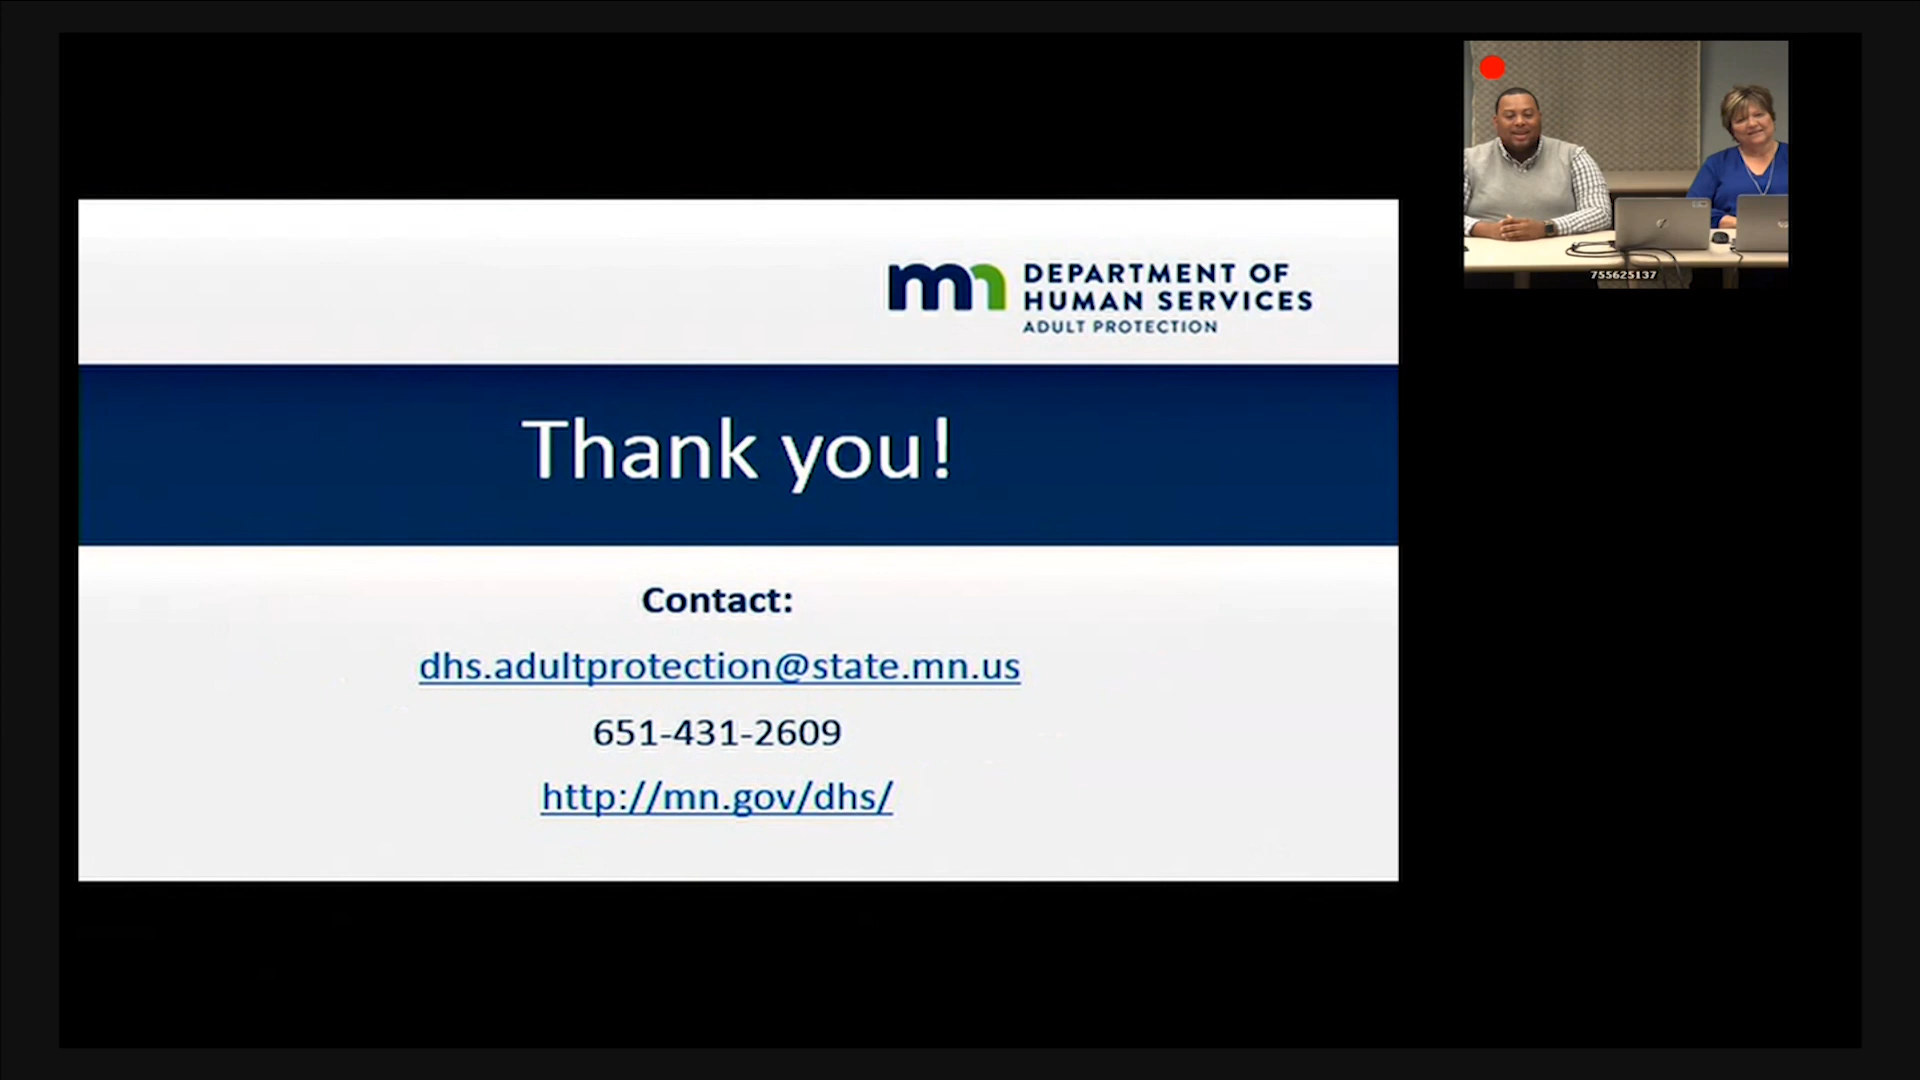 mn DEPARTMENT OF
HUMAN SERVICES
ADULT PROTECTION
Thank you!
Contact:
dhs.adultprotection@state.mn.us
651-431-2609
http://mn.gov/dhs/
755625137